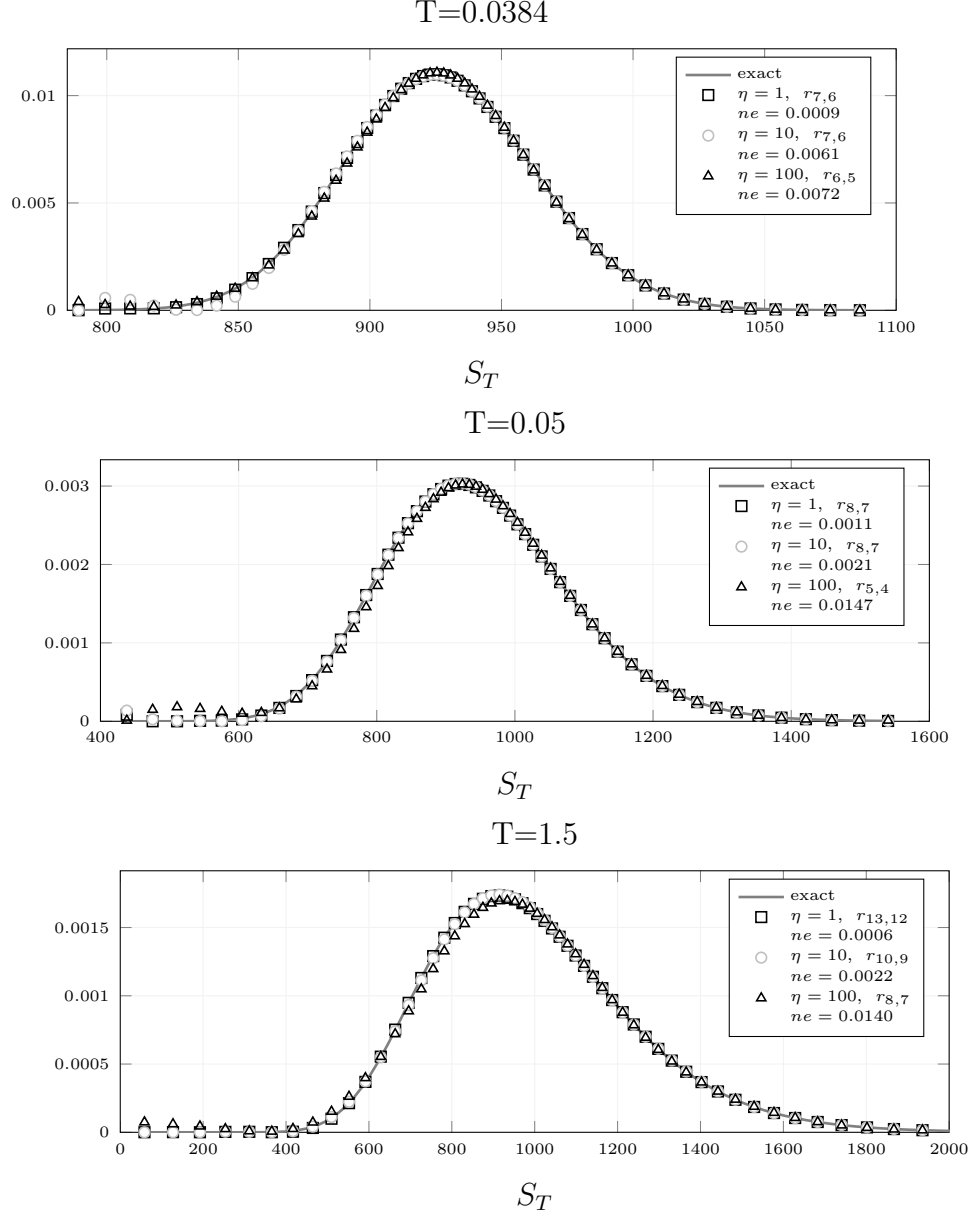 T=0.0384
exact
η = 1, r7,6
ne = 0.0009
η = 10, r7,6
ne = 0.0061
η = 100, r6,5
ne = 0.0072
0.01
0.005
0
800 850 900 950 1000 1050 1100
S_T
T=0.05
exact
η = 1, r8,7
ne = 0.0011
η = 10, r8,7
ne = 0.0021
η = 100, r5,4
ne = 0.0147
0.003
0.002
0.001
0
400 600 800 1000 1200 1400 1600
S_T
T=1.5
exact
η = 1, r13,12
ne = 0.0006
η = 10, r10,9
ne = 0.0022
η = 100, r8,7
ne = 0.0140
0.0015
0.001
0.0005
0
0 200 400 600 800 1000 1200 1400 1600 1800 2000
S_T